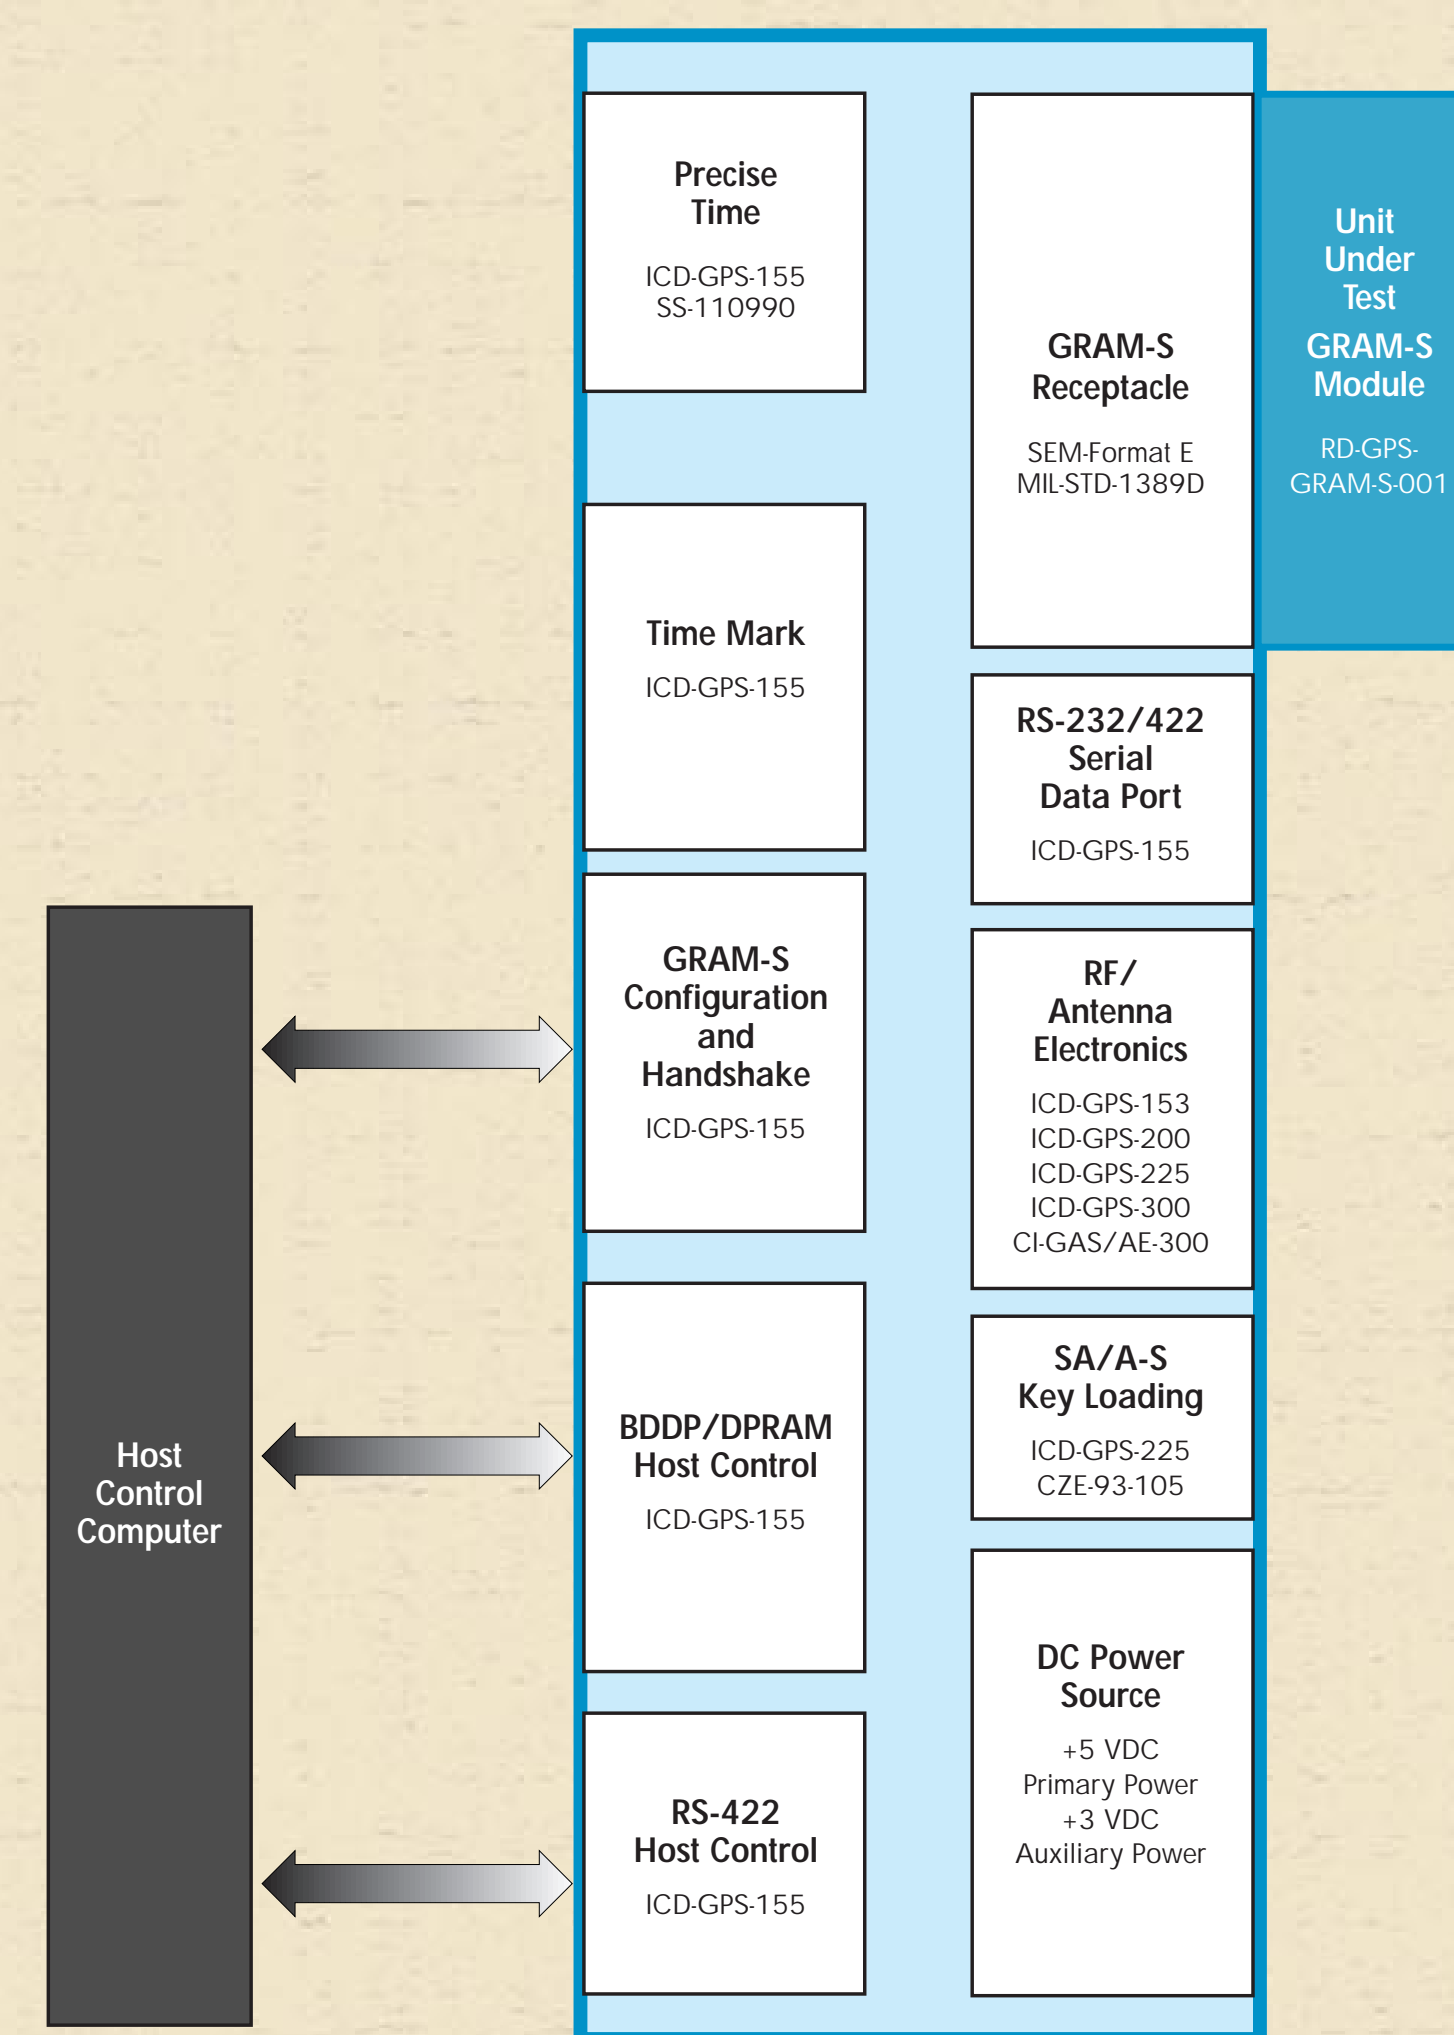 Precise
Time
ICD-GPS-155
SS-110990
Time Mark
ICD-GPS-155
GRAM-S
Configuration
and
Handshake
ICD-GPS-155
BDDP/DPRAM
Host Control
ICD-GPS-155
RS-422
Host Control
ICD-GPS-155
Host
Control
Computer
GRAM-S
Receptacle
SEM-Format E
MIL-STD-1389D
RS-232/422
Serial
Data Port
ICD-GPS-155
RF/
Antenna
Electronics
ICD-GPS-153
ICD-GPS-200
ICD-GPS-225
ICD-GPS-300
CI-GAS/AE-300
SA/A-S
Key Loading
ICD-GPS-225
CZE-93-105
DC Power
Source
+5 VDC
Primary Power
+3 VDC
Auxiliary Power
Unit
Under
Test
GRAM-S
Module
RD-GPS-
GRAM-S-001